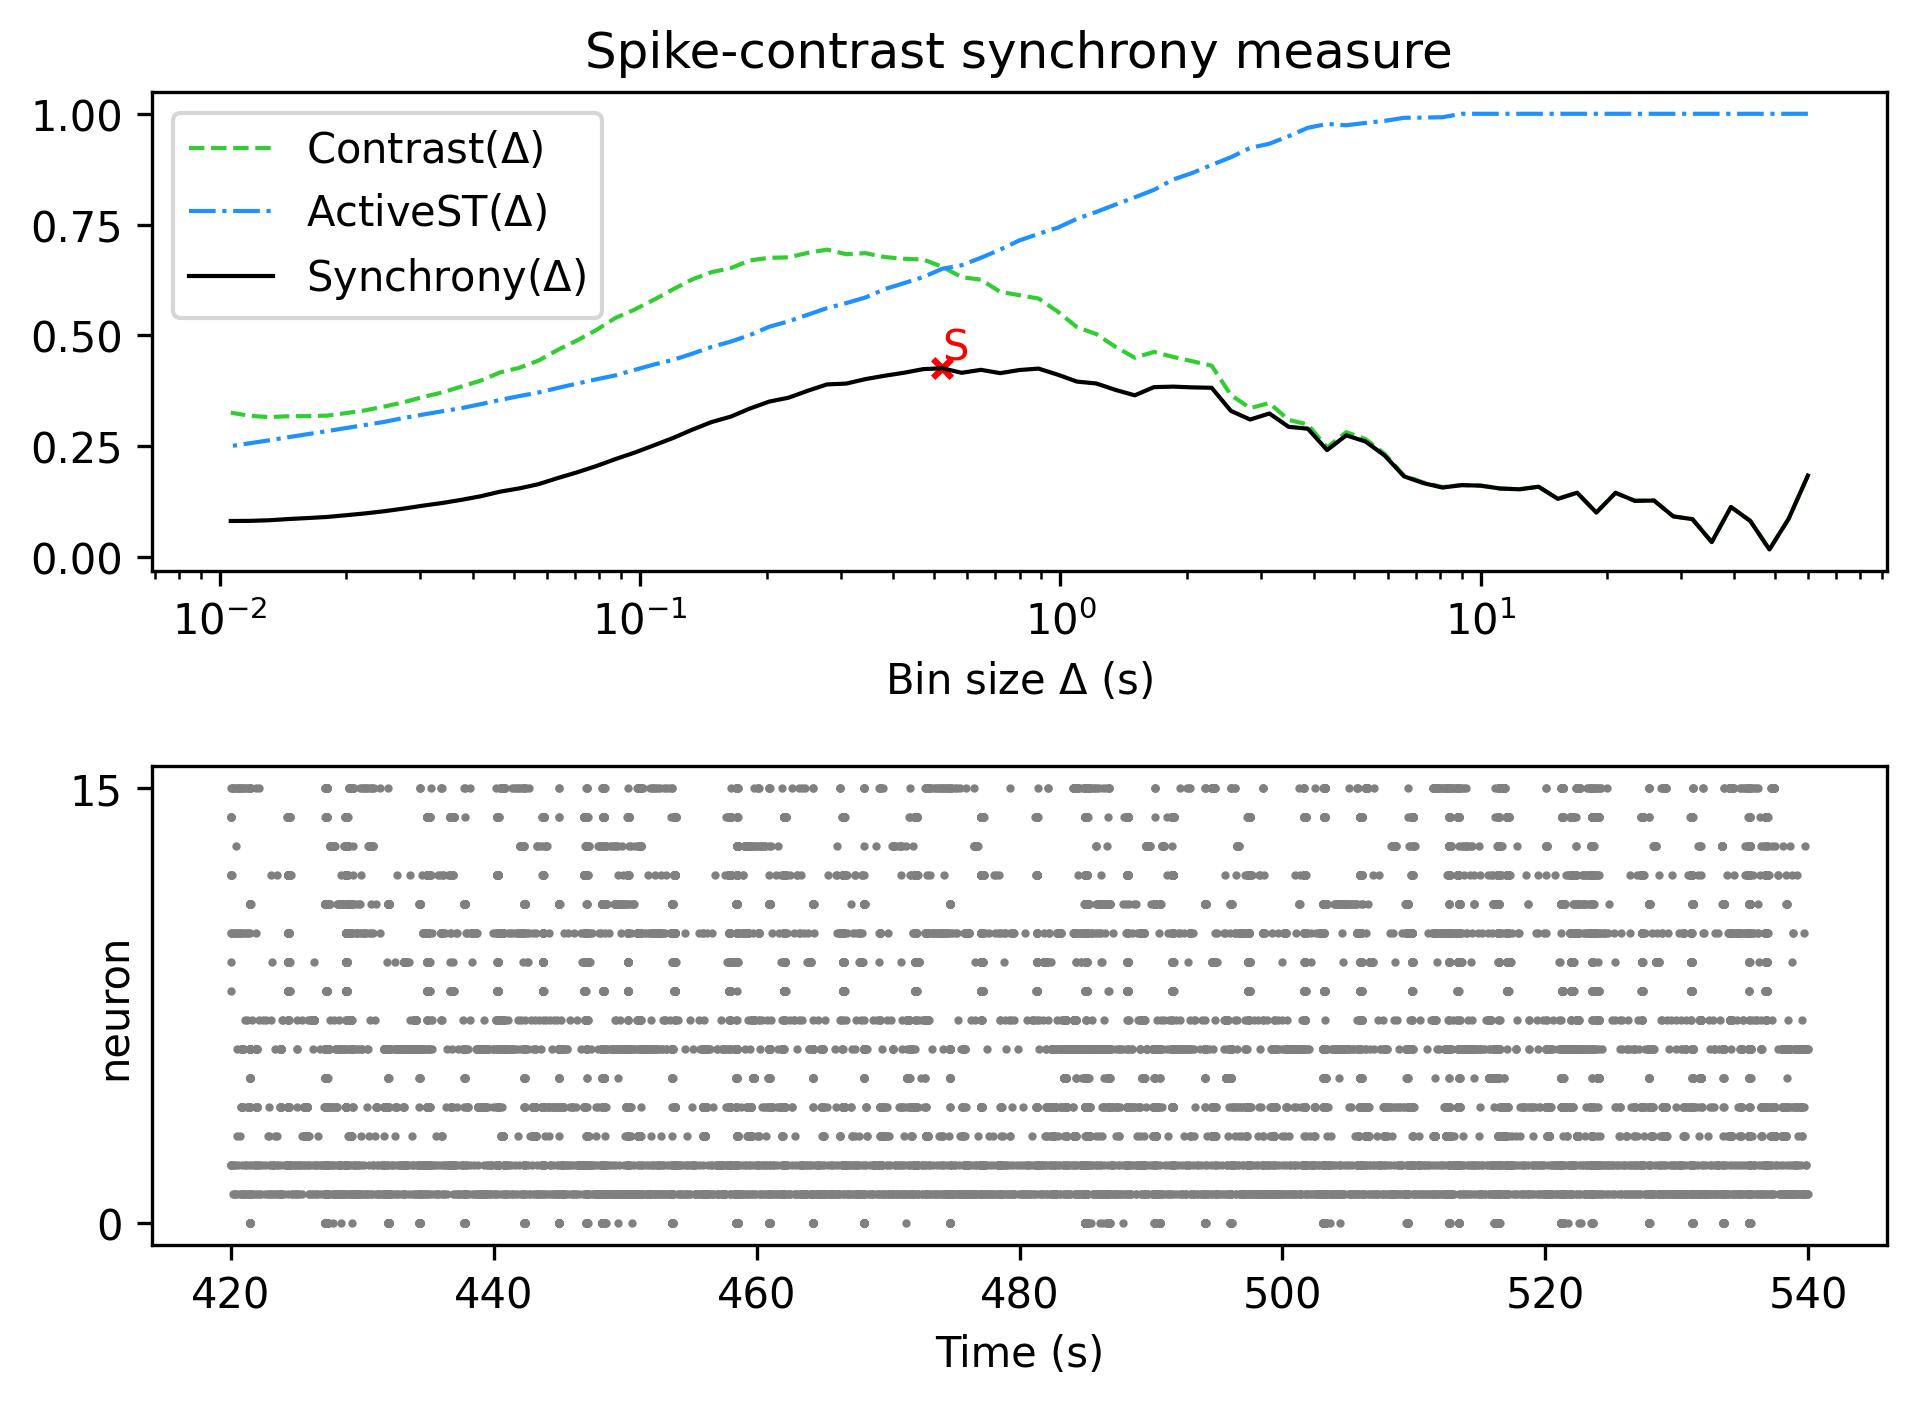 Spike-contrast synchrony measure
1.00
0.75
0.50
0.25
0.00
Contrast(Δ)
ActiveST(Δ)
Synchrony(Δ)
S
10⁻² 10⁻¹ 10⁰ 10¹
Bin size Δ (s)
15
neuron
0
420 440 460 480 500 520 540
Time (s)